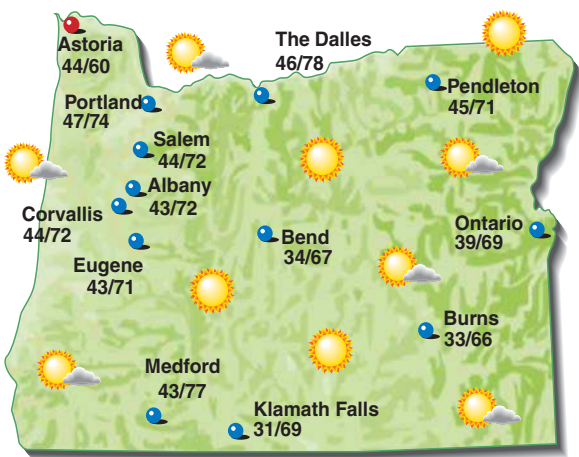 Astoria
44/60
The Dalles
46/78
Pendleton
45/71
Portland
47/74
Salem
44/72
Albany
43/72
Corvallis
44/72
Eugene
43/71
Bend
34/67
Ontario
39/69
Burns
33/66
Medford
43/77
Klamath Falls
31/69